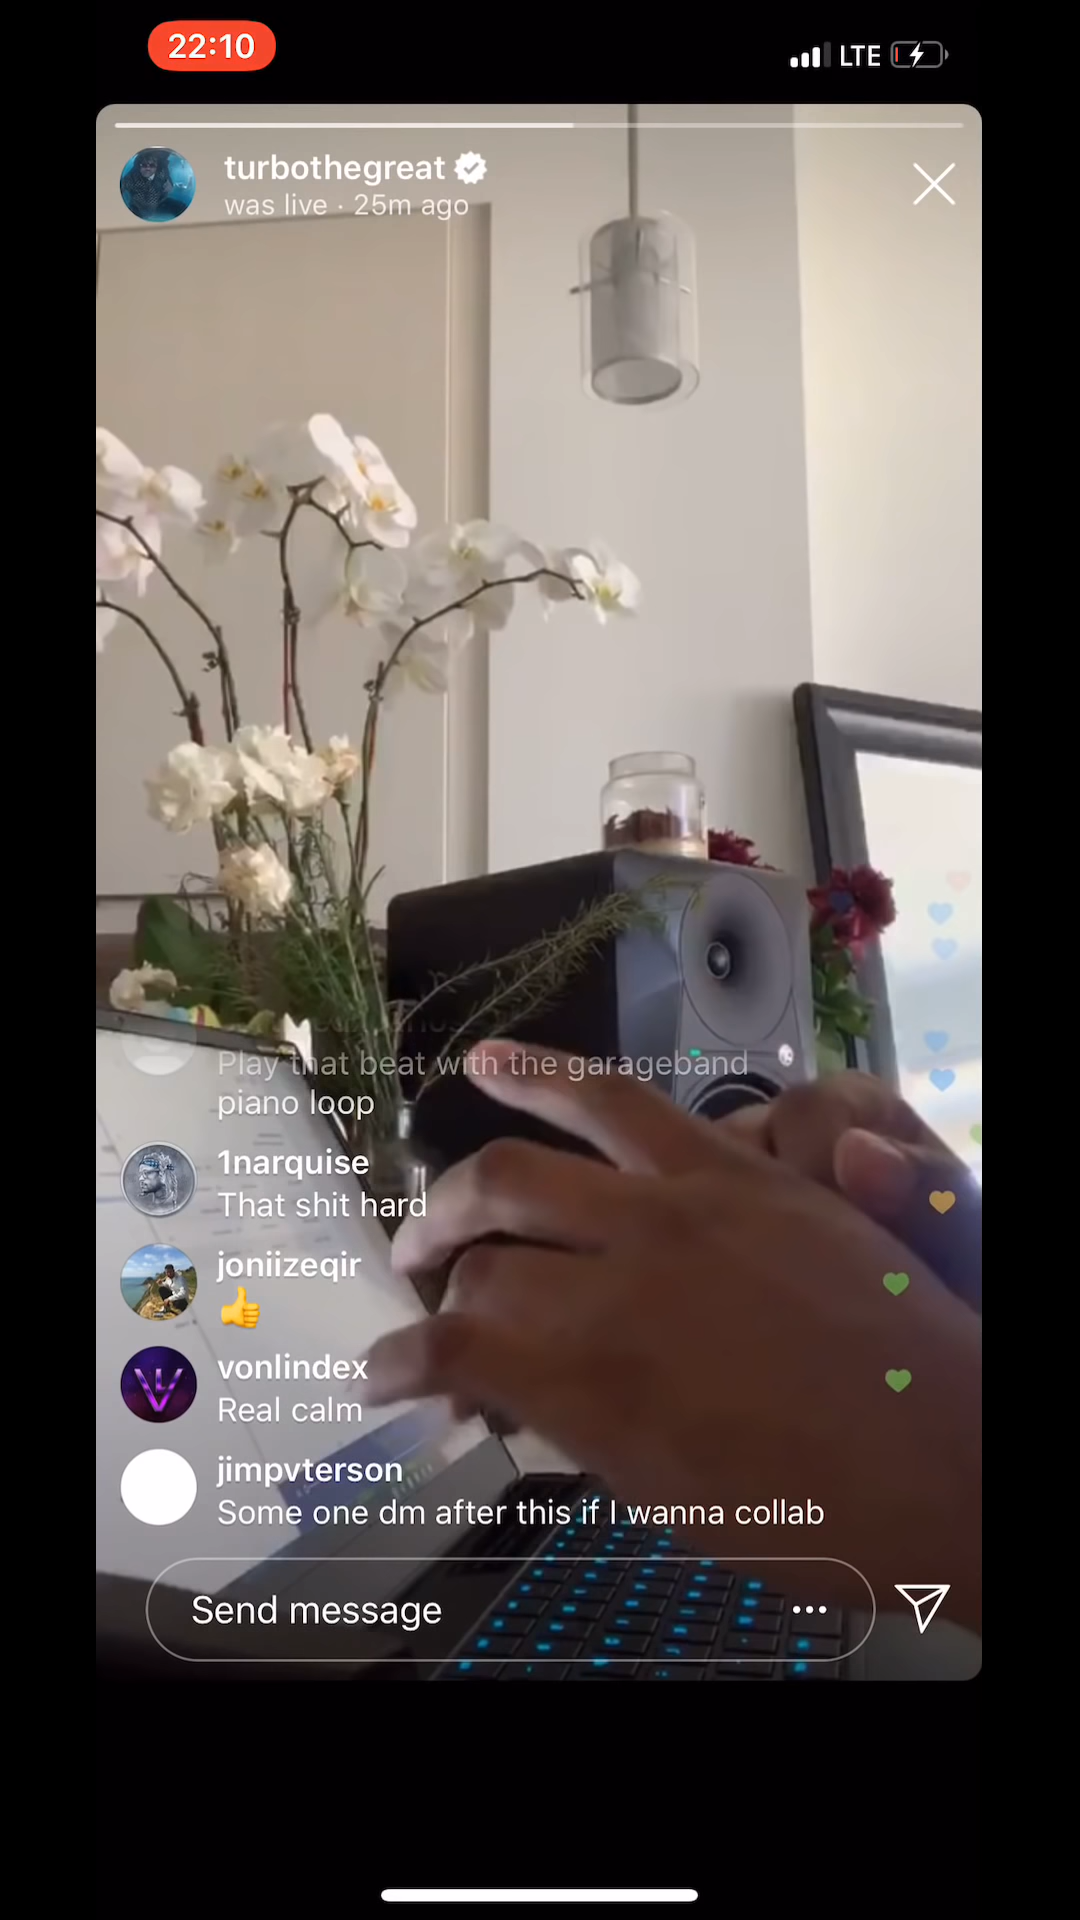 22:10
LTE
turbothegreat
was live · 25m ago
Play that beat with the garageband
piano loop
1narquise
That shit hard
joniizeqir
👍
vonlindex
Real calm
jimpvterson
Some one dm after this if I wanna collab
Send message